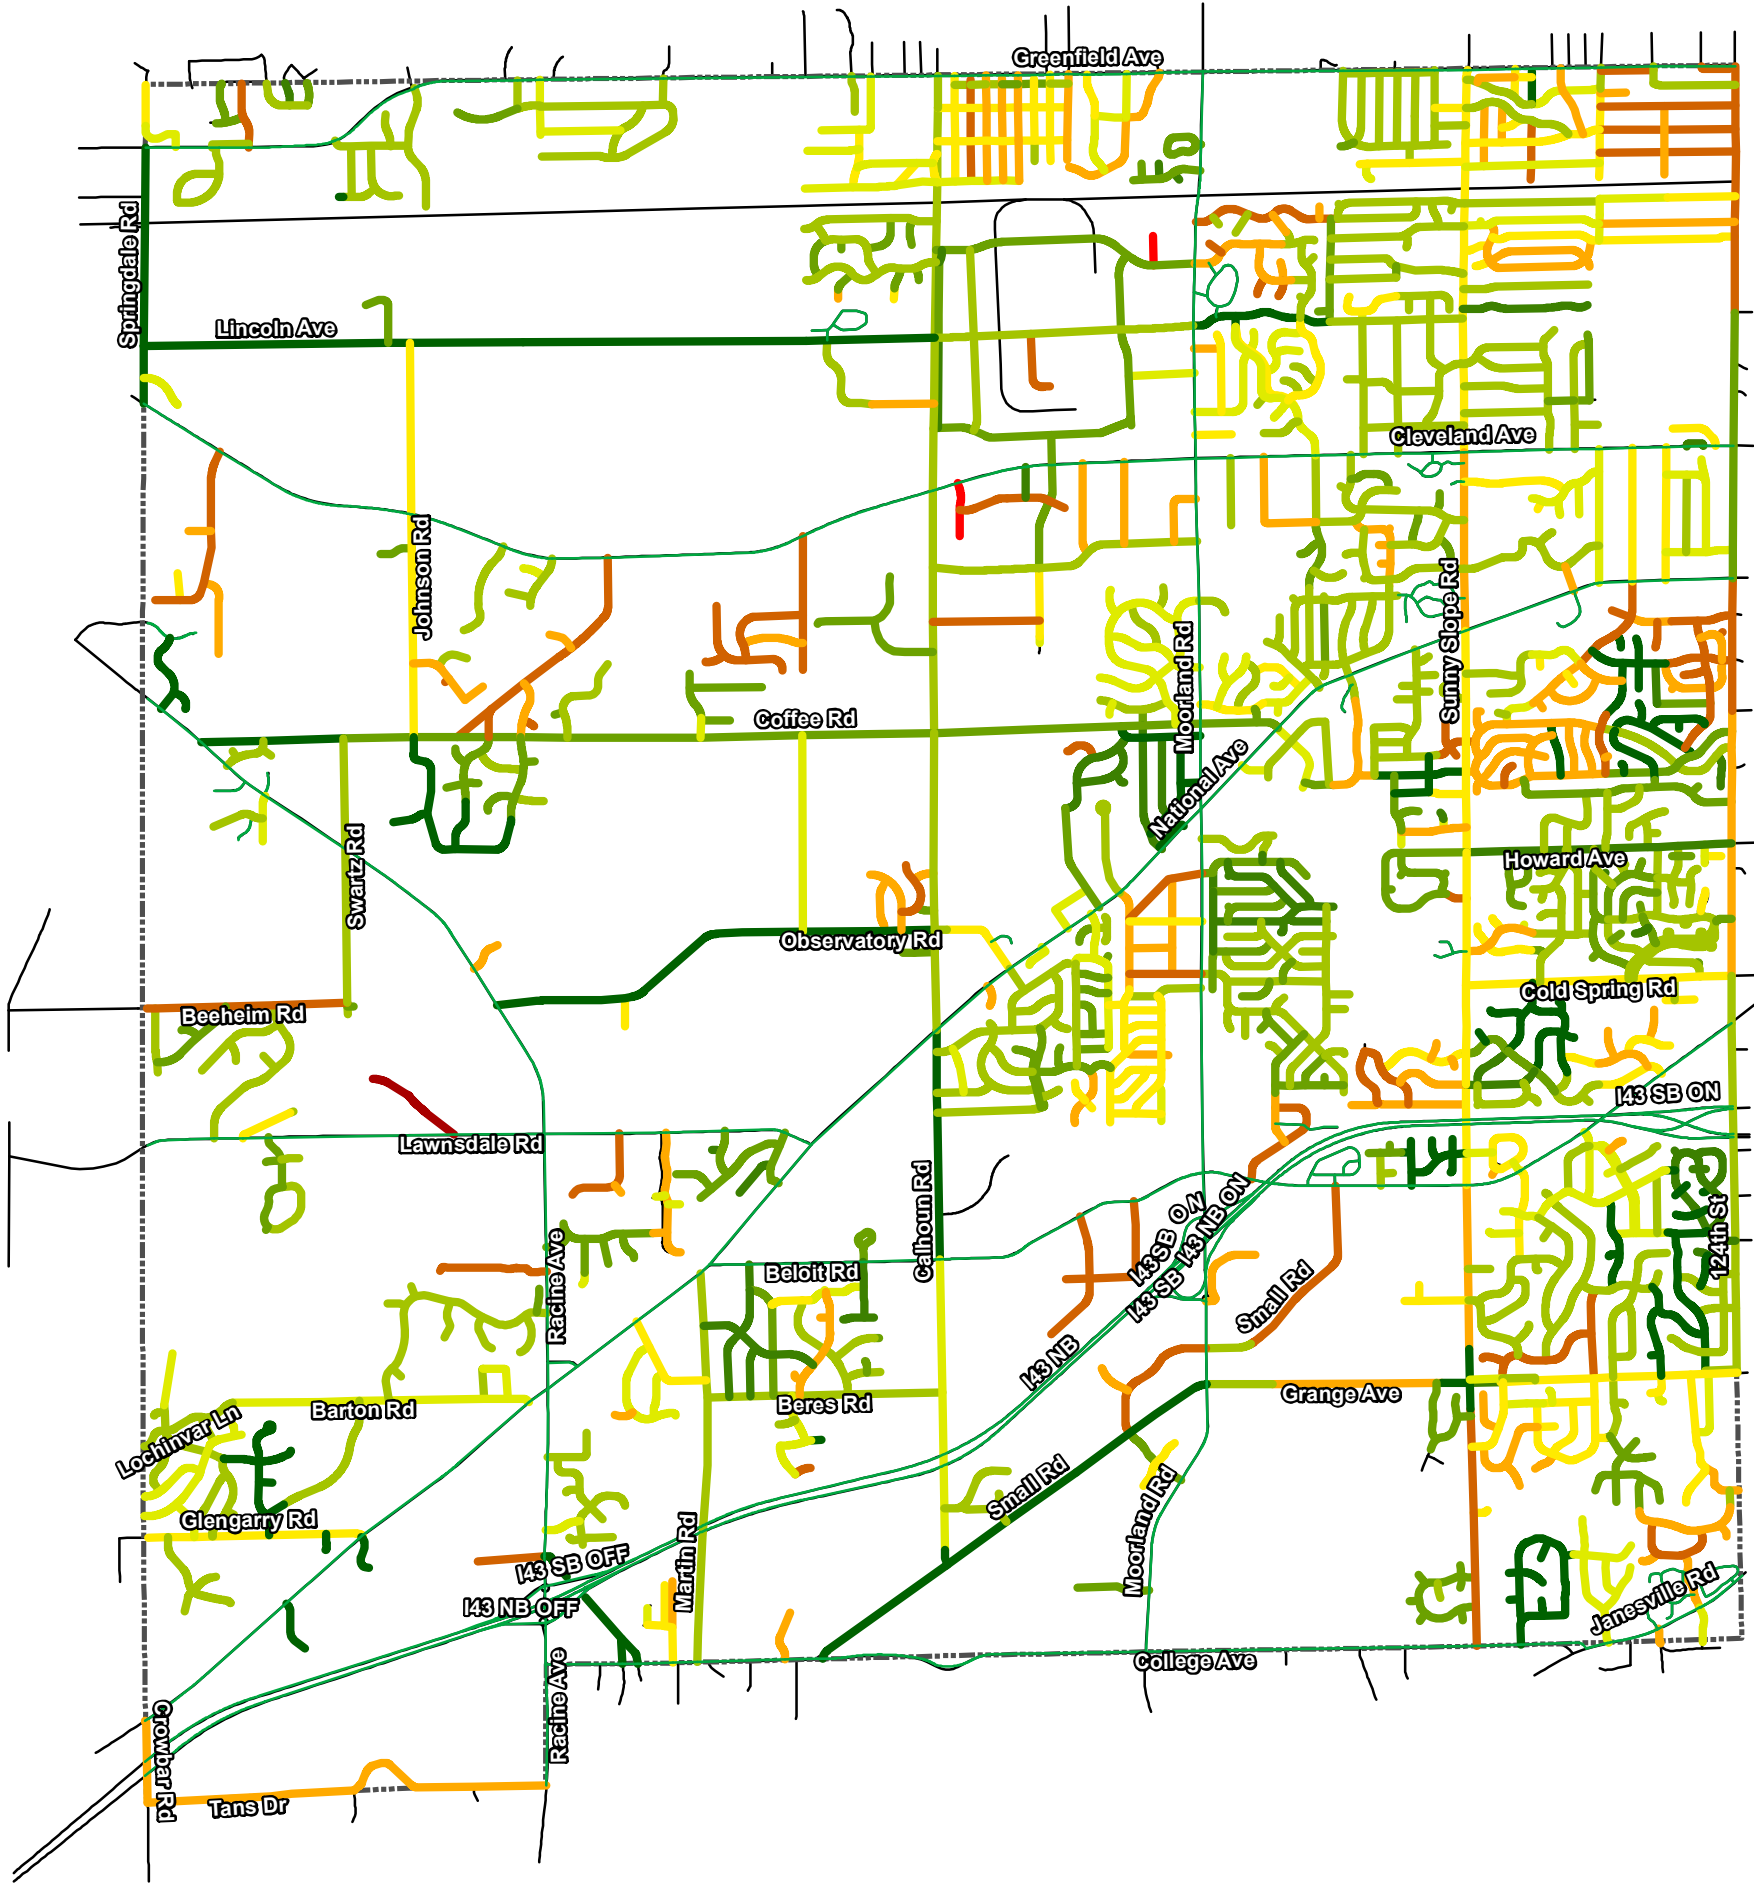 Greenfield Ave
Springdale Rd
Lincoln Ave
Cleveland Ave
Johnson Rd
Sunny Slope Rd
Moorland Rd
Coffee Rd
National Ave
Swartz Rd
Howard Ave
Observatory Rd
Cold Spring Rd
Beeheim Rd
I43 SB ON
Lawnsdale Rd
Calhoun Rd
124th St
I43SB ON
I43 NB ON
Racine Ave
Beloit Rd
I43 SB
Small Rd
I43 NB
Grange Ave
Barton Rd
Beres Rd
Lochinvar Ln
Small Rd
Moorland Rd
Glengarry Rd
Martin Rd
I43 SB OFF
I43 NB OFF
Janesville Rd
College Ave
Racine Ave
Crowbar Rd
Tans Dr